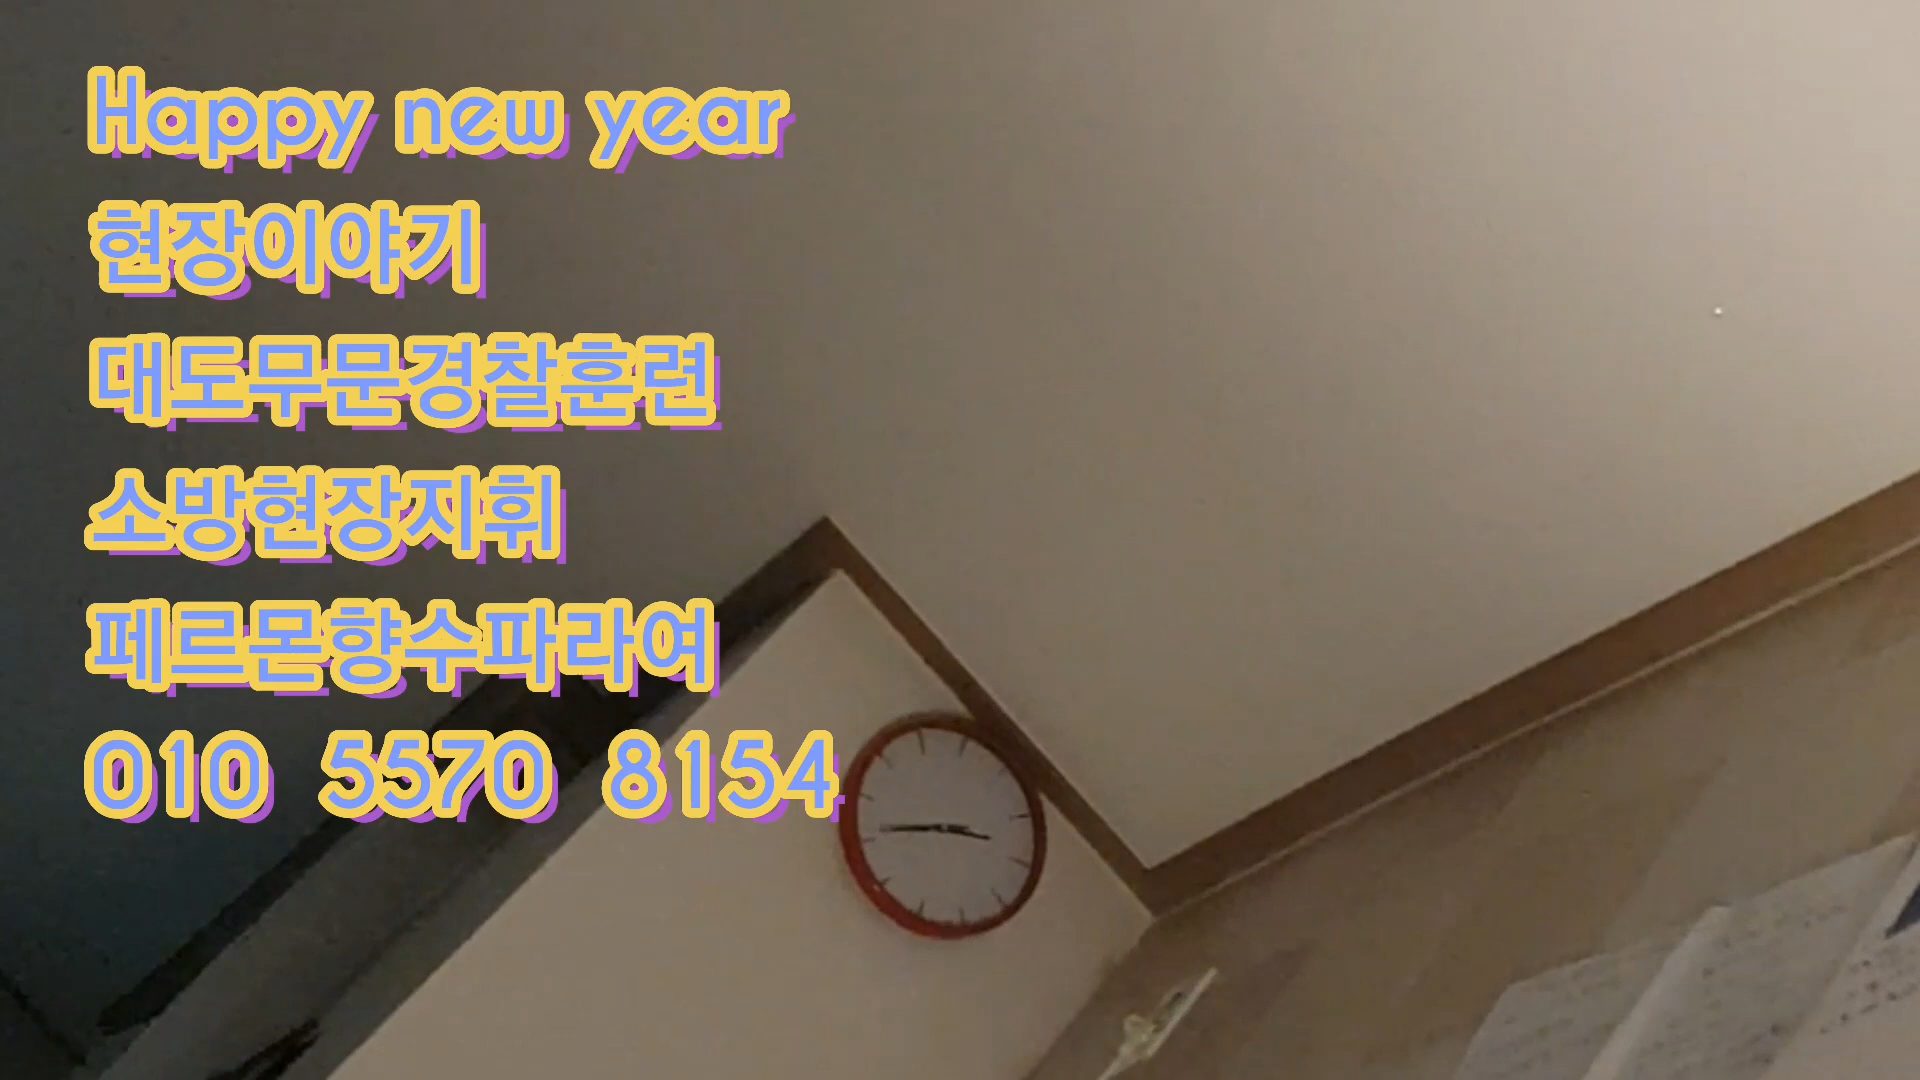 Happy new year
현장이야기
대도무문경찰훈련
소방현장지휘
페르몬향수파라여
010 5570 8154